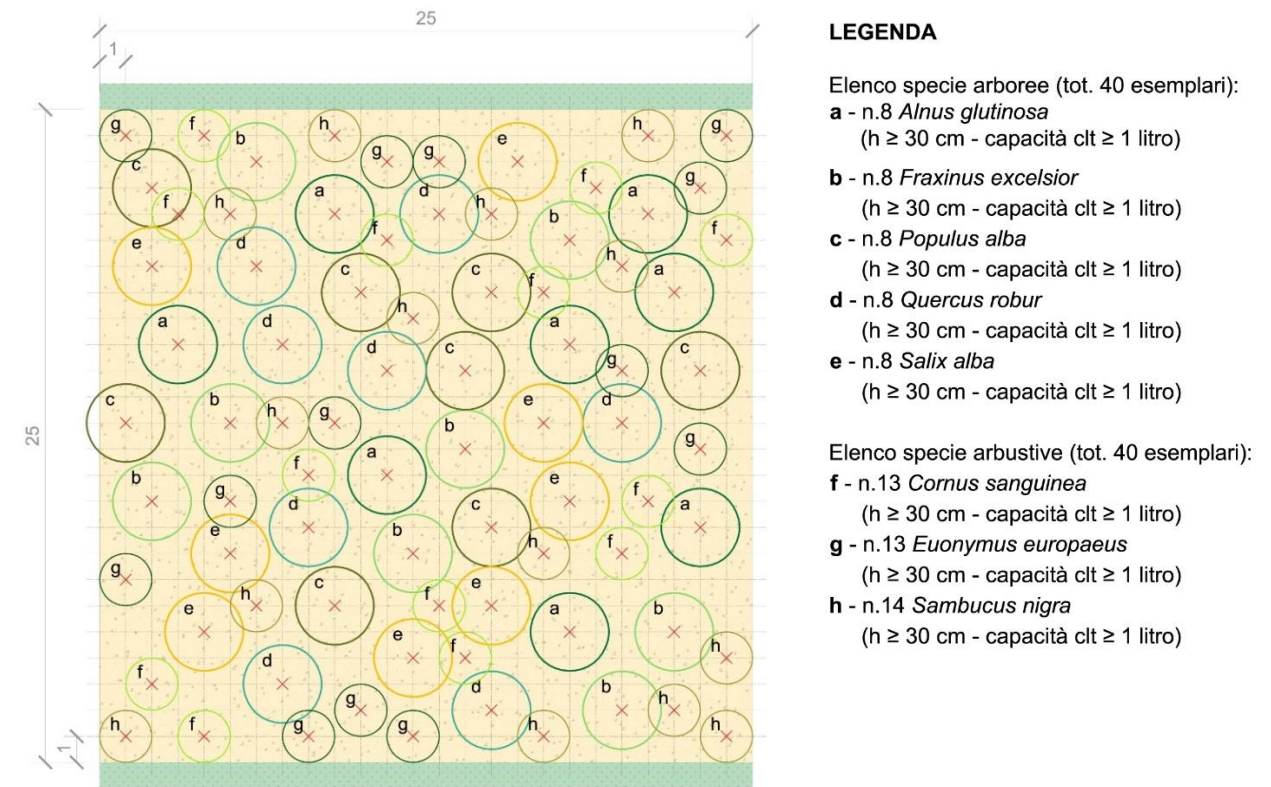 25
1
25
1
g f b h g g e h g
c f h a f d h f b a g f
e d c c f h a
h
a d d c a g c
c b h g b e d g
b g f a e f a
d c
e b h f
g h c f e a b
e e f h
f d g d b h
h f g g h h
LEGENDA
Elenco specie arboree (tot. 40 esemplari):
a - n.8 Alnus glutinosa
(h ≥ 30 cm - capacità clt ≥ 1 litro)
b - n.8 Fraxinus excelsior
(h ≥ 30 cm - capacità clt ≥ 1 litro)
c - n.8 Populus alba
(h ≥ 30 cm - capacità clt ≥ 1 litro)
d - n.8 Quercus robur
(h ≥ 30 cm - capacità clt ≥ 1 litro)
e - n.8 Salix alba
(h ≥ 30 cm - capacità clt ≥ 1 litro)
Elenco specie arbustive (tot. 40 esemplari):
f - n.13 Cornus sanguinea
(h ≥ 30 cm - capacità clt ≥ 1 litro)
g - n.13 Euonymus europaeus
(h ≥ 30 cm - capacità clt ≥ 1 litro)
h - n.14 Sambucus nigra
(h ≥ 30 cm - capacità clt ≥ 1 litro)